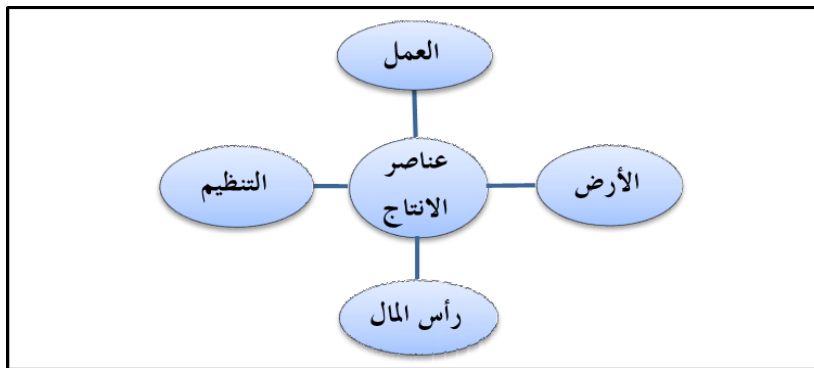 العمل
عناصر
الانتاج
الأرض
التنظيم
رأس المال